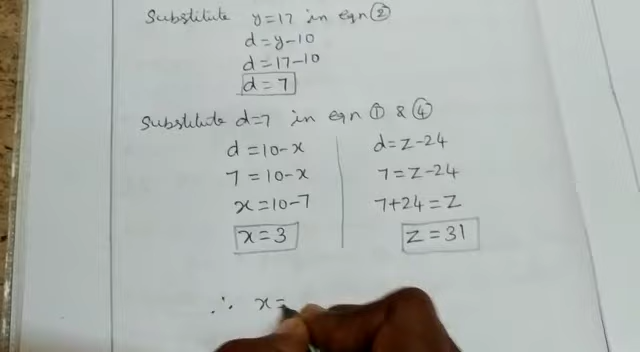 Substitute y=17 in eqn ②
d = y-10
d = 17-10
d = 7
Substitute d=7 in eqn ① & ④
d = 10-x
7 = 10-x
x = 10-7
x = 3
d = z-24
7 = z-24
7+24 = z
z = 31
∴ x =